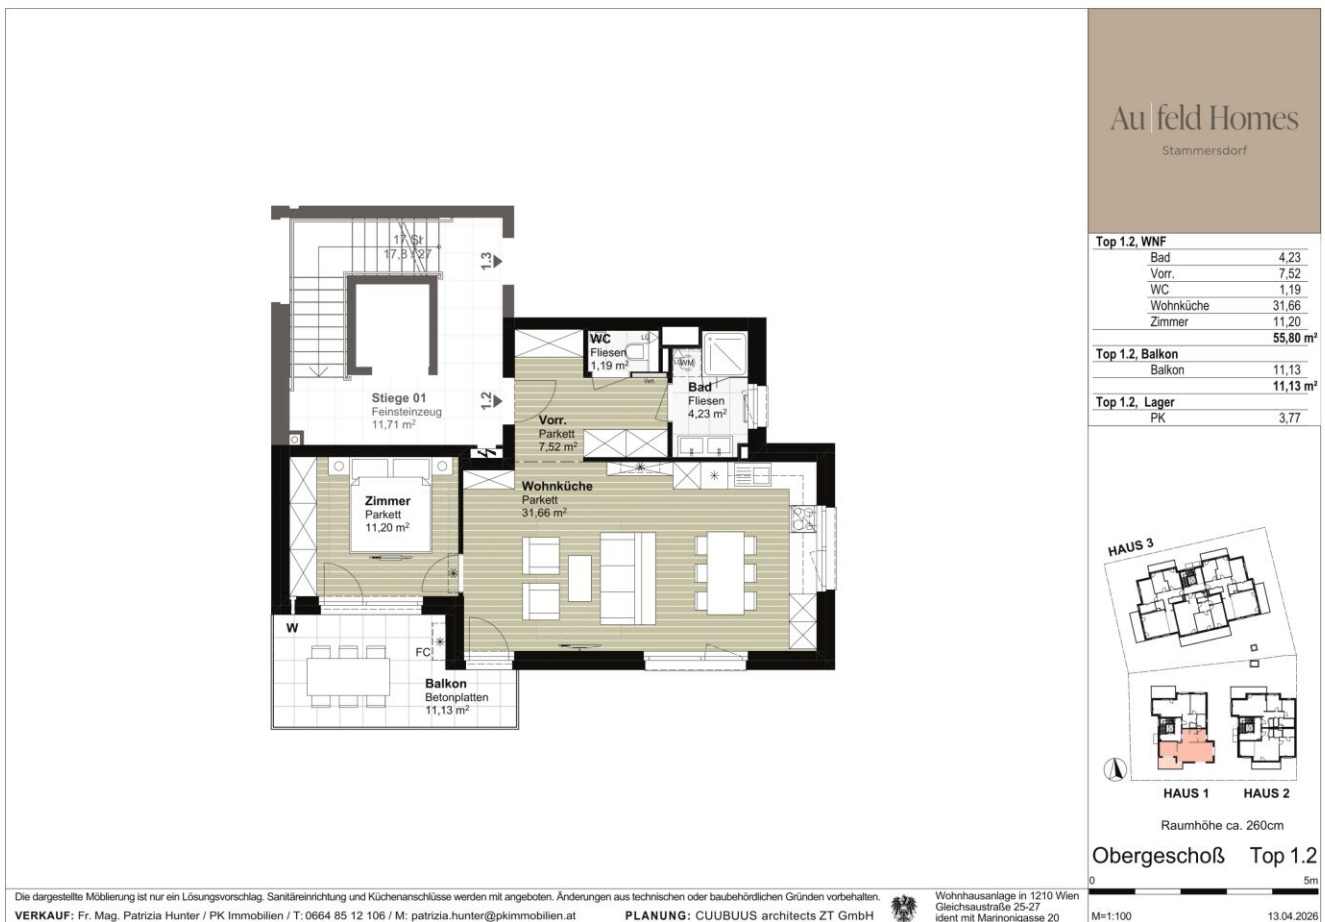 Au|feld Homes
Stammersdorf
Top 1.2, WNF
Bad 4,23
Vorr. 7,52
WC 1,19
Wohnküche 31,66
Zimmer 11,20
55,80 m²
Top 1.2, Balkon
Balkon 11,13
11,13 m²
Top 1.2, Lager
PK 3,77
17 St
17,8 / 27
1.3
1.2
Stiege 01
Feinsteinzeug
11,71 m²
WC
Fliesen
1,19 m²
Vert.
WM
Bad
Fliesen
4,23 m²
Vorr.
Parkett
7,52 m²
Zimmer
Parkett
11,20 m²
Wohnküche
Parkett
31,66 m²
W
FC
Balkon
Betonplatten
11,13 m²
HAUS 3
HAUS 1 HAUS 2
Raumhöhe ca. 260cm
Obergeschoß Top 1.2
0 5m
M=1:100 13.04.2026
Die dargestellte Möblierung ist nur ein Lösungsvorschlag. Sanitäreinrichtung und Küchenanschlüsse werden mit angeboten. Änderungen aus technischen oder baubehördlichen Gründen vorbehalten.
VERKAUF: Fr. Mag. Patrizia Hunter / PK Immobilien / T: 0664 85 12 106 / M: patrizia.hunter@pkimmobilien.at
PLANUNG: CUUBUUS architects ZT GmbH
Wohnhausanlage in 1210 Wien
Gleichsaustraße 25-27
ident mit Marinonigasse 20